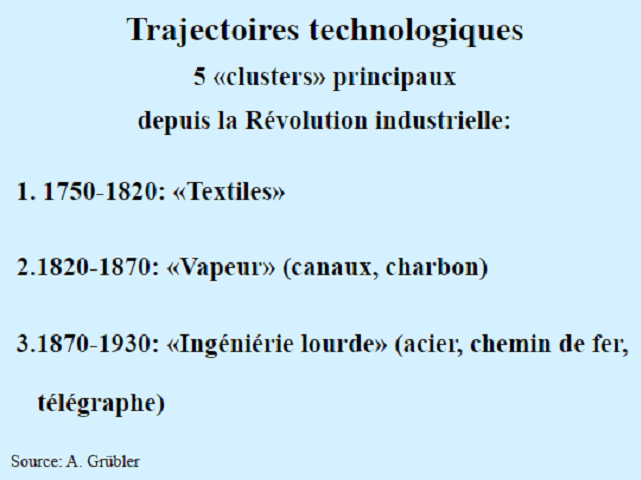 Trajectoires technologiques
5 «clusters» principaux
depuis la Révolution industrielle:
1. 1750-1820: «Textiles»
2.1820-1870: «Vapeur» (canaux, charbon)
3.1870-1930: «Ingéniérie lourde» (acier, chemin de fer,
télégraphe)
Source: A. Grübler